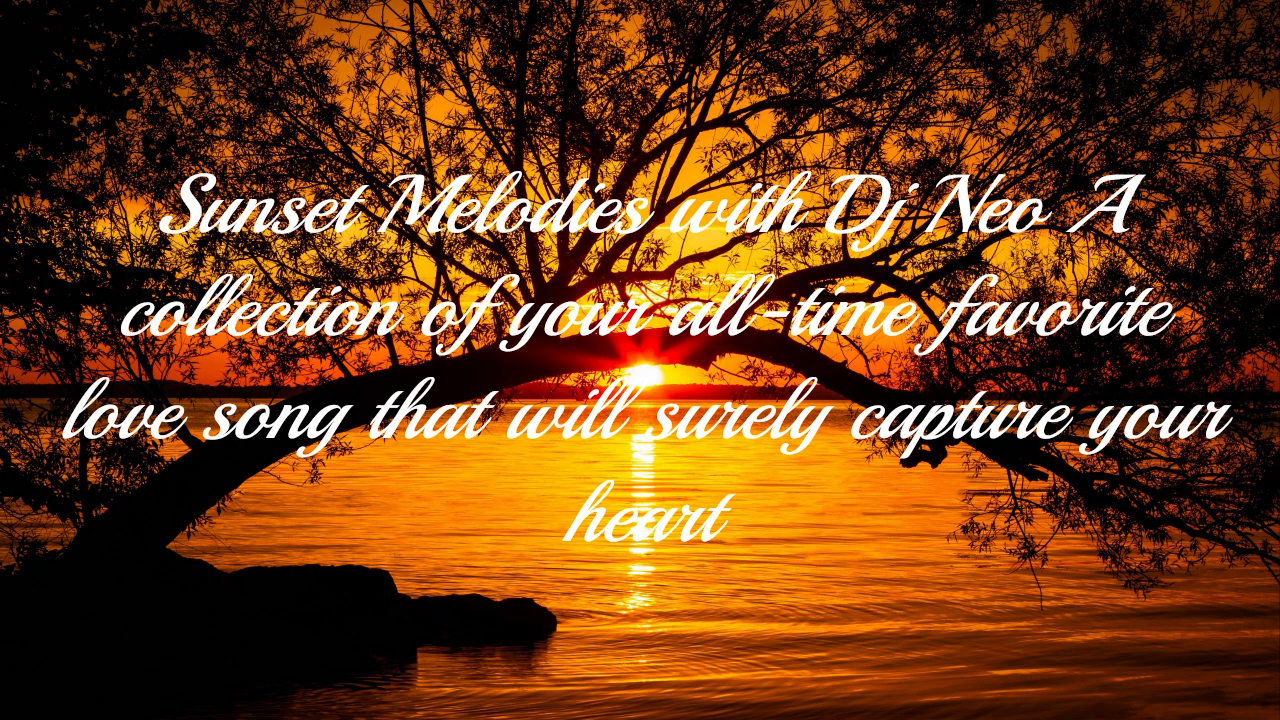 Sunset Melodies with Dj Neo A
collection of your all-time favorite
love song that will surely capture your
heart